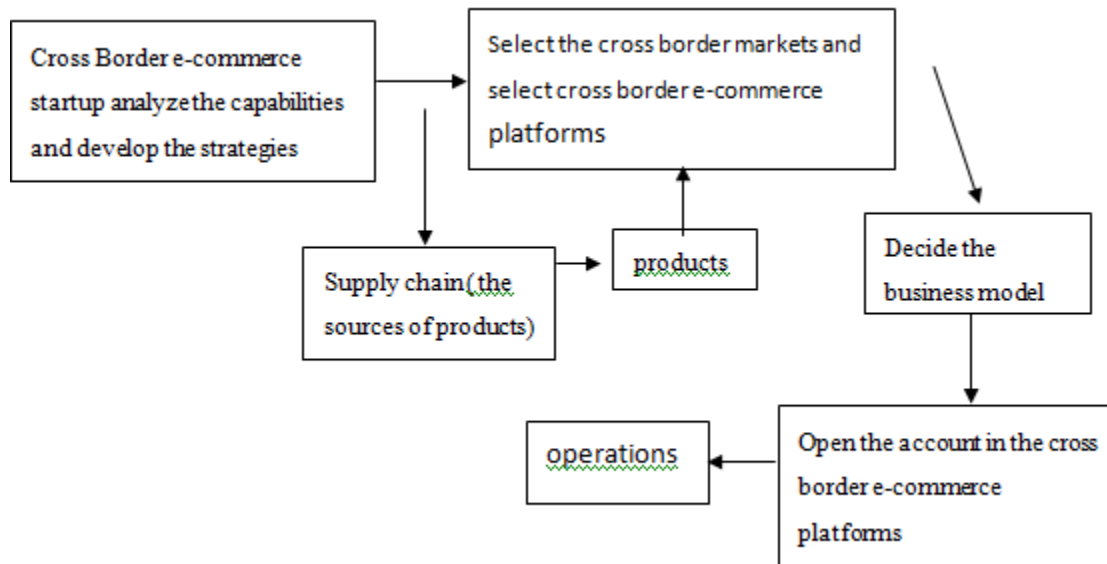 Cross Border e-commerce
startup analyze the capabilities
and develop the strategies
Select the cross border markets and
select cross border e-commerce
platforms
Supply chain( the
sources of products)
products
Decide the
business model
Open the account in the cross
border e-commerce
platforms
operations